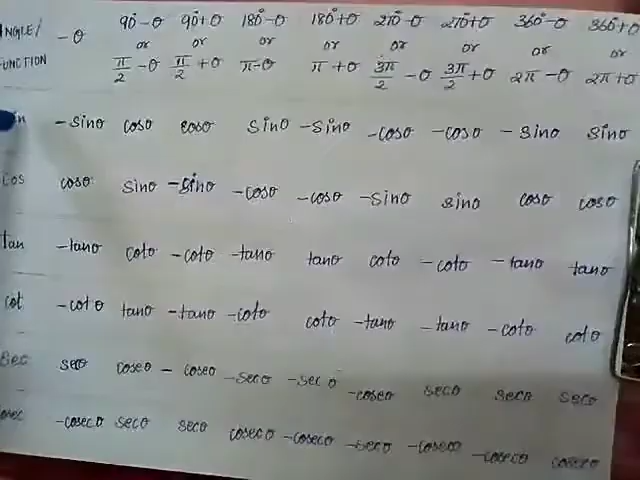 ANGLE/ -θ 90°-θ 90°+θ 180°-θ 180°+θ 270°-θ 270°+θ 360°-θ 360°+θ
or or or or or or or or
FUNCTION π/2 -θ π/2 +θ π-θ π+θ 3π/2 -θ 3π/2 +θ 2π-θ 2π+θ
in -sinθ cosθ cosθ sinθ -sinθ -cosθ -cosθ -sinθ sinθ
cos cosθ sinθ -sinθ -cosθ -cosθ -sinθ sinθ cosθ cosθ
tan -tanθ cotθ -cotθ -tanθ tanθ cotθ -cotθ -tanθ tanθ
cot -cotθ tanθ -tanθ -cotθ cotθ -tanθ -tanθ -cotθ cotθ
sec secθ cosecθ -cosecθ -secθ -secθ -cosecθ secθ secθ secθ
osec -cosecθ secθ secθ cosecθ -cosecθ -secθ -cosecθ -cosecθ cosecθ